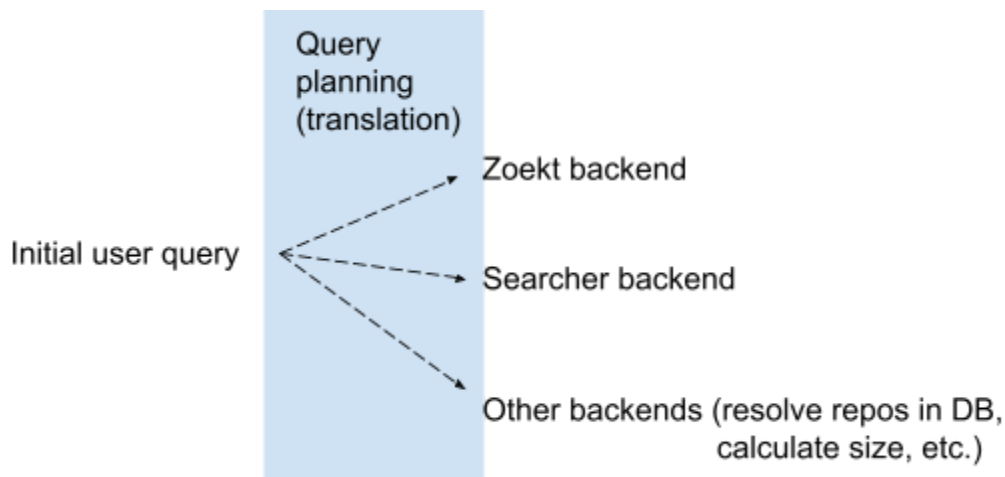 Query
planning
(translation)
Zoekt backend
Initial user query
Searcher backend
Other backends (resolve repos in DB,
calculate size, etc.)